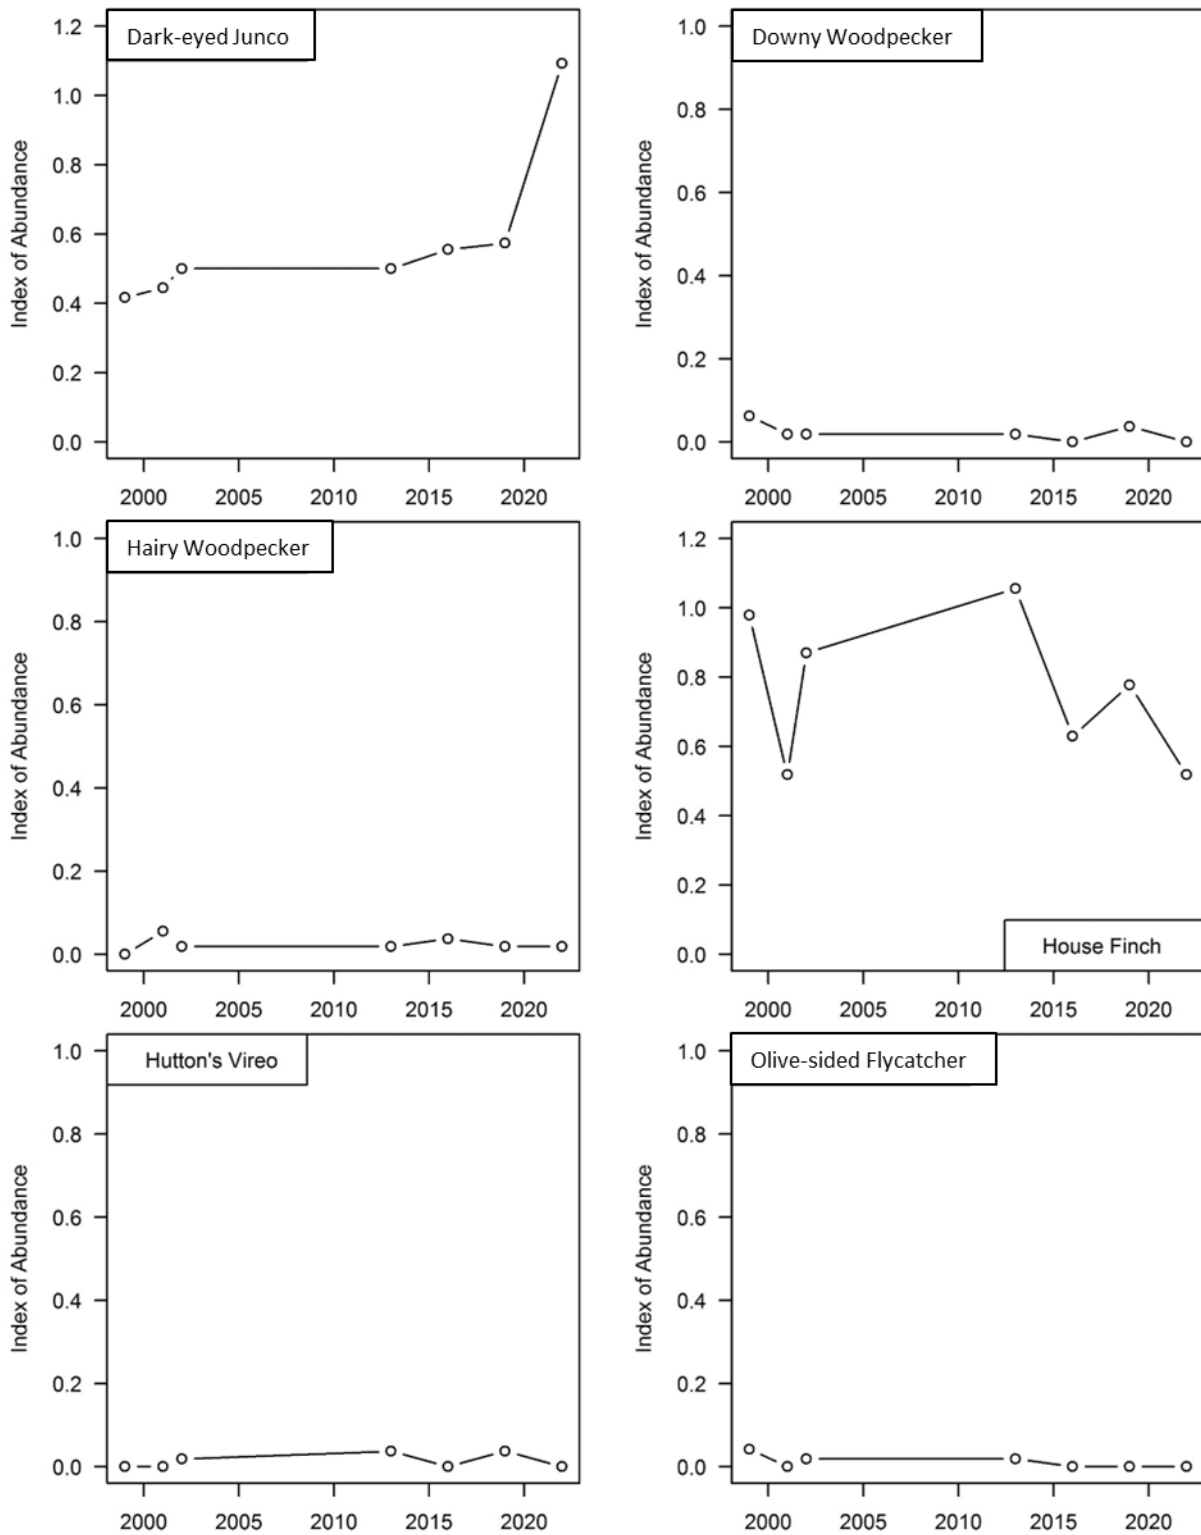 Dark-eyed Junco
Index of Abundance
1.2
1.0
0.8
0.6
0.4
0.2
0.0
2000 2005 2010 2015 2020
Downy Woodpecker
Index of Abundance
1.0
0.8
0.6
0.4
0.2
0.0
2000 2005 2010 2015 2020
Hairy Woodpecker
Index of Abundance
1.0
0.8
0.6
0.4
0.2
0.0
2000 2005 2010 2015 2020
Index of Abundance
1.2
1.0
0.8
0.6
0.4
0.2
0.0
House Finch
2000 2005 2010 2015 2020
Hutton's Vireo
Index of Abundance
1.0
0.8
0.6
0.4
0.2
0.0
2000 2005 2010 2015 2020
Olive-sided Flycatcher
Index of Abundance
1.0
0.8
0.6
0.4
0.2
0.0
2000 2005 2010 2015 2020